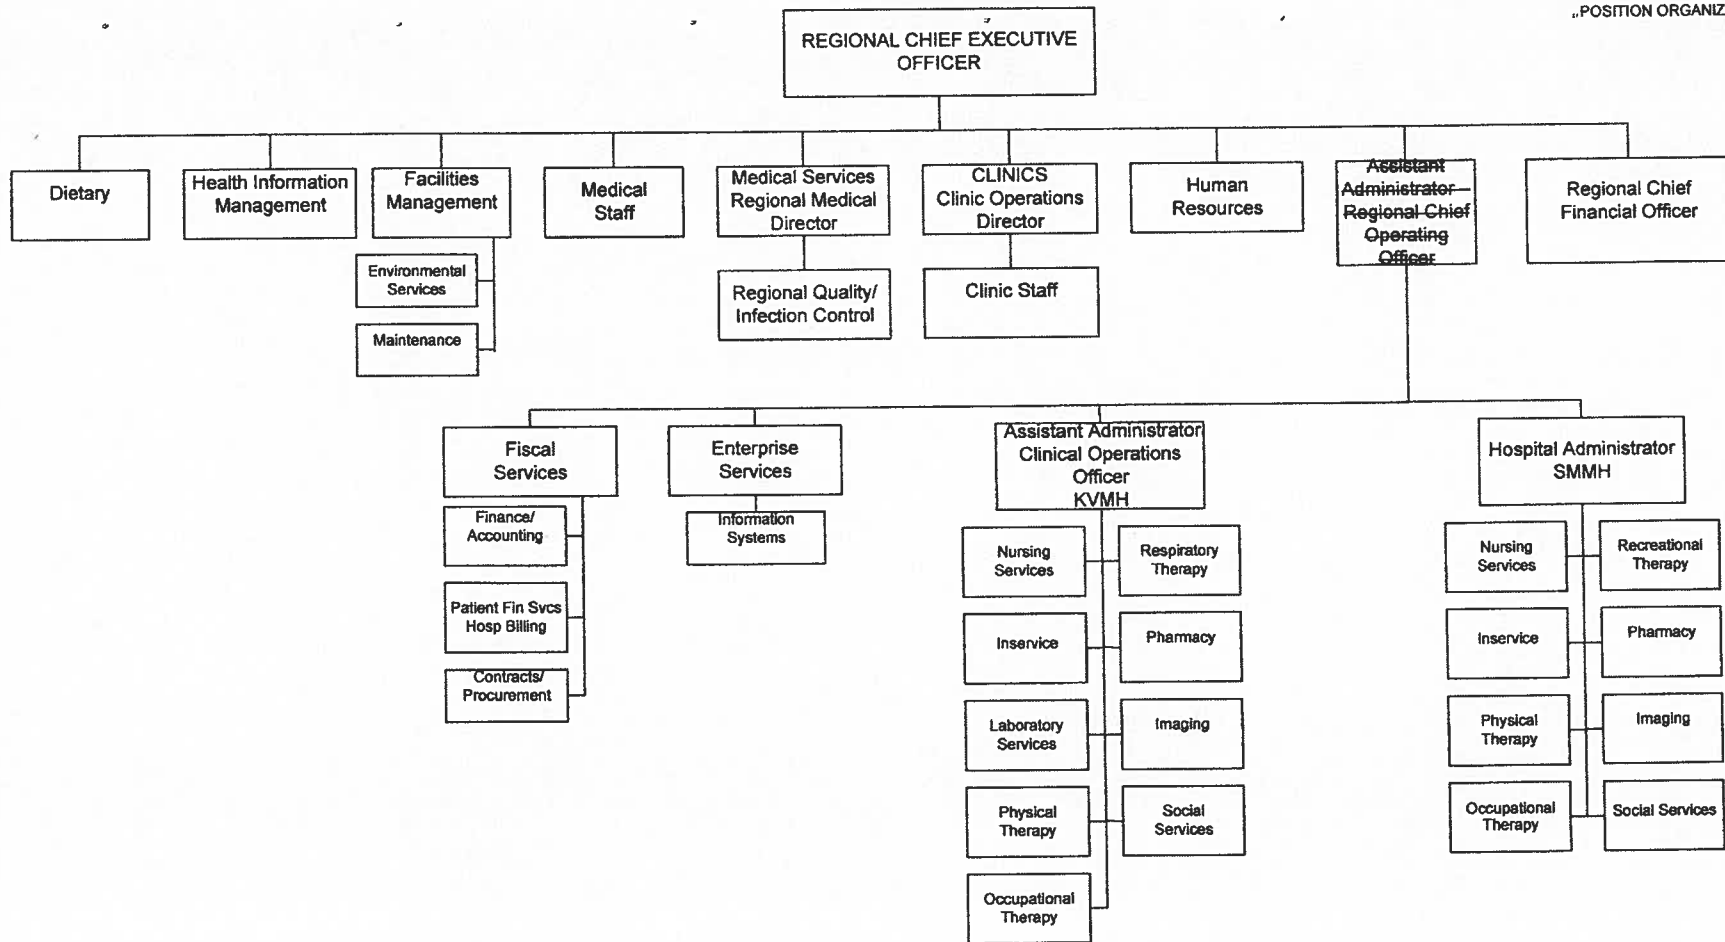 POSITION ORGANIZ
REGIONAL CHIEF EXECUTIVE
OFFICER
Dietary
Health Information
Management
Facilities
Management
Medical
Staff
Medical Services
Regional Medical
Director
CLINICS
Clinic Operations
Director
Human
Resources
Assistant
Administrator –
Regional Chief
Operating
Officer
Regional Chief
Financial Officer
Environmental
Services
Maintenance
Regional Quality/
Infection Control
Clinic Staff
Fiscal
Services
Enterprise
Services
Assistant Administrator
Clinical Operations
Officer
KVMH
Hospital Administrator
SMMH
Finance/
Accounting
Patient Fin Svcs
Hosp Billing
Contracts/
Procurement
Information
Systems
Nursing
Services
Respiratory
Therapy
Inservice
Pharmacy
Laboratory
Services
Imaging
Physical
Therapy
Social
Services
Occupational
Therapy
Nursing
Services
Recreational
Therapy
Inservice
Pharmacy
Physical
Therapy
Imaging
Occupational
Therapy
Social Services